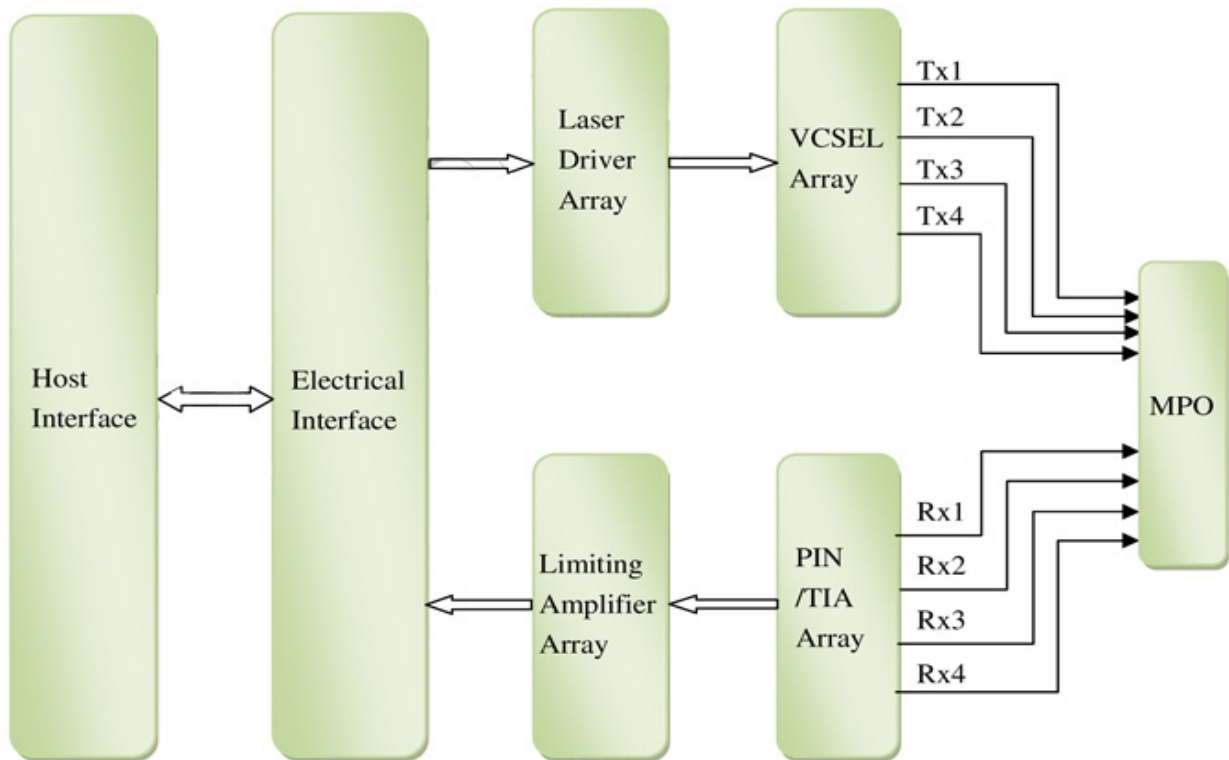 Host
Interface
Electrical
Interface
Laser
Driver
Array
VCSEL
Array
Tx1
Tx2
Tx3
Tx4
MPO
Limiting
Amplifier
Array
PIN
/TIA
Array
Rx1
Rx2
Rx3
Rx4